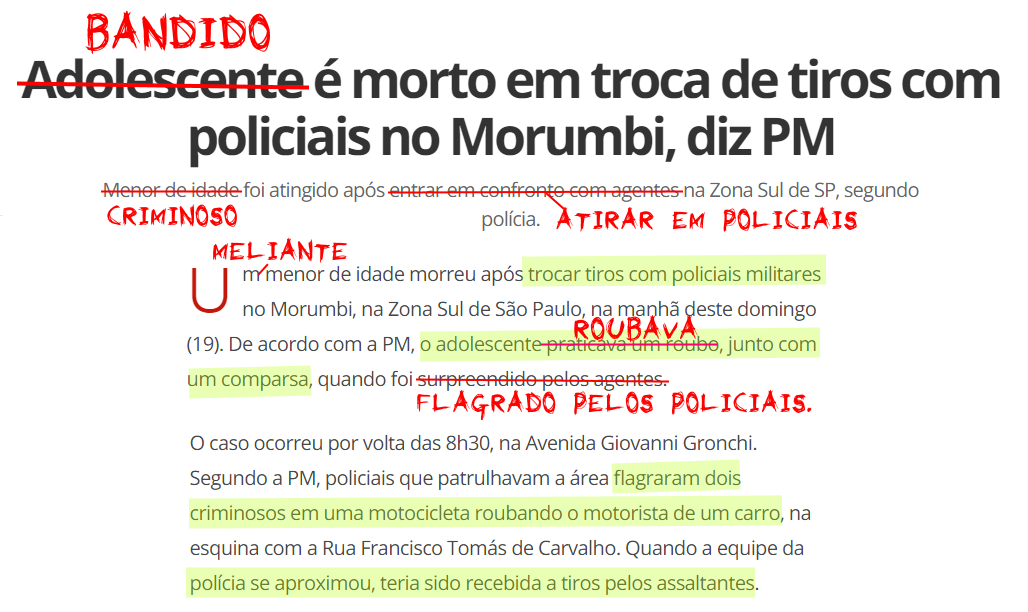 BANDIDO
Adolescente é morto em troca de tiros com
policiais no Morumbi, diz PM
Menor de idade foi atingido após entrar em confronto com agentes na Zona Sul de SP, segundo
CRIMINOSO
polícia.
ATIRAR EM POLICIAIS
MELIANTE
Um menor de idade morreu após trocar tiros com policiais militares
no Morumbi, na Zona Sul de São Paulo, na manhã deste domingo
ROUBAVA
(19). De acordo com a PM, o adolescente praticava um roubo, junto com
um comparsa, quando foi surpreendido pelos agentes.
FLAGRADO PELOS POLICIAIS.
O caso ocorreu por volta das 8h30, na Avenida Giovanni Gronchi.
Segundo a PM, policiais que patrulhavam a área flagraram dois
criminosos em uma motocicleta roubando o motorista de um carro, na
esquina com a Rua Francisco Tomás de Carvalho. Quando a equipe da
polícia se aproximou, teria sido recebida a tiros pelos assaltantes.